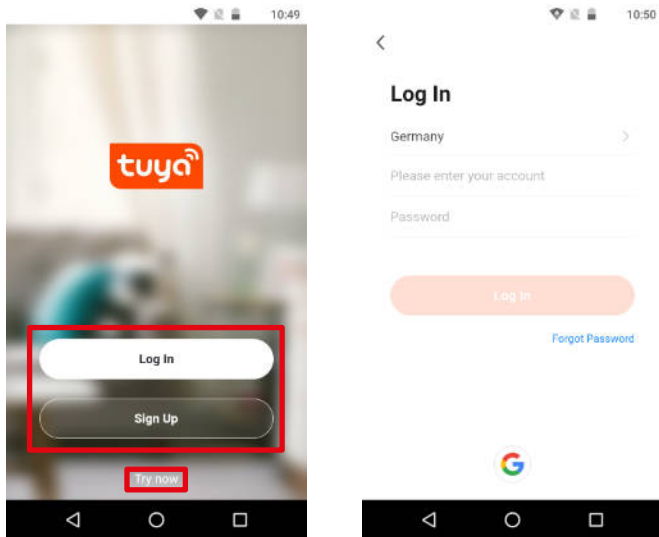 10:49
tuya
Log In
Sign Up
Try now
10:50
Log In
Germany
Please enter your account
Password
Log In
Forgot Password
G